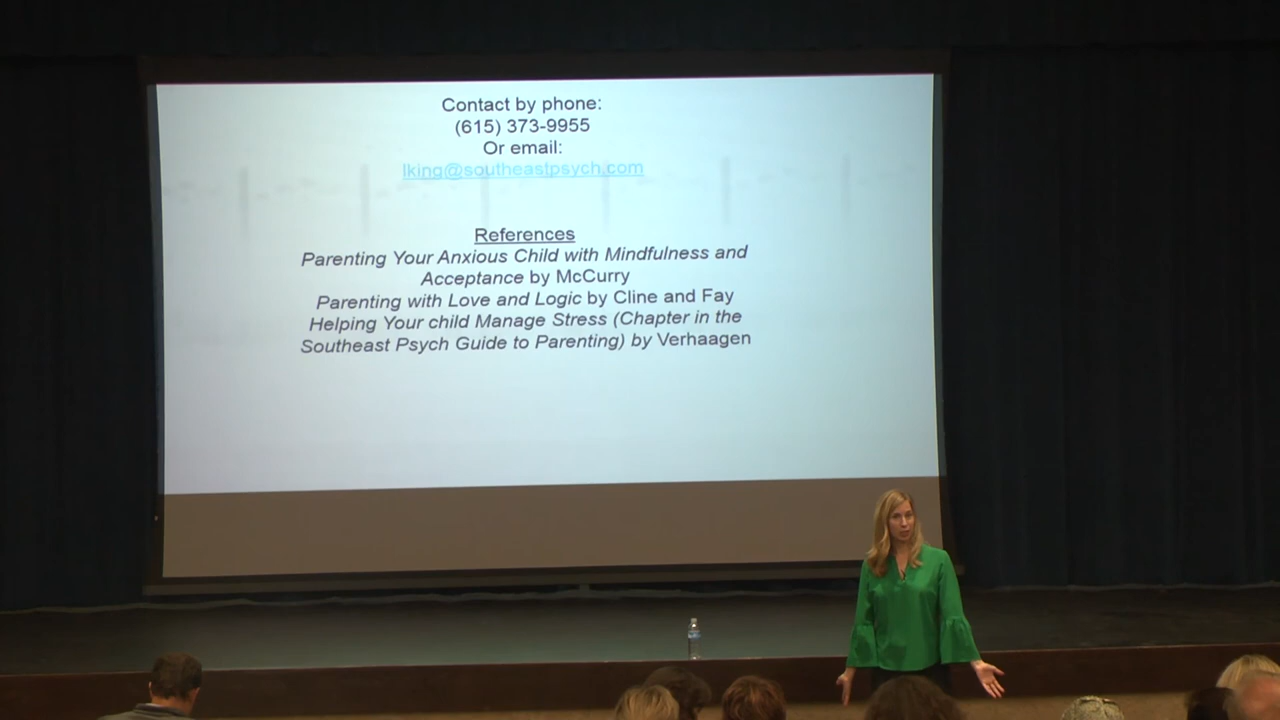 Contact by phone:
(615) 373-9955
Or email:
lking@southeastpsych.com
References
Parenting Your Anxious Child with Mindfulness and
Acceptance by McCurry
Parenting with Love and Logic by Cline and Fay
Helping Your child Manage Stress (Chapter in the
Southeast Psych Guide to Parenting) by Verhaagen